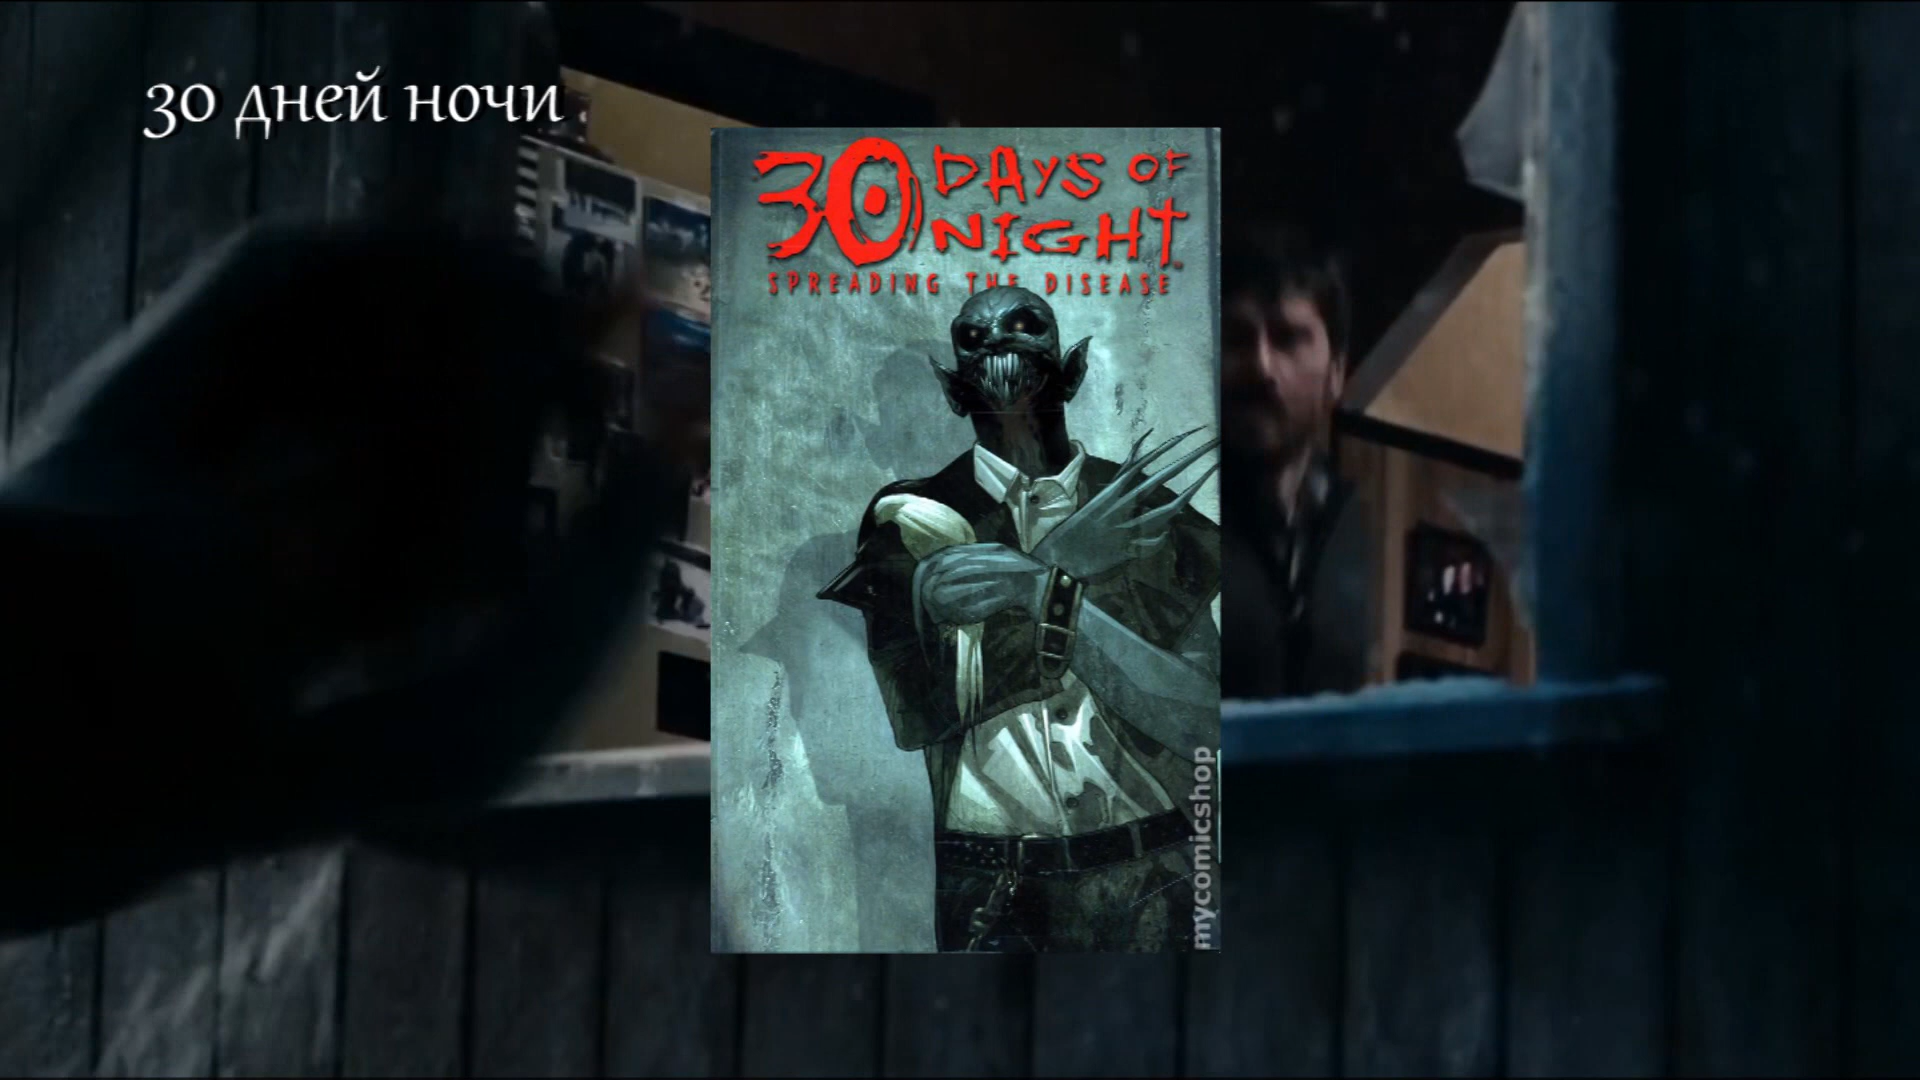 30 дней ночи
30 DAYS OF
NIGHT
SPREADING THE DISEASE
mycomicshop